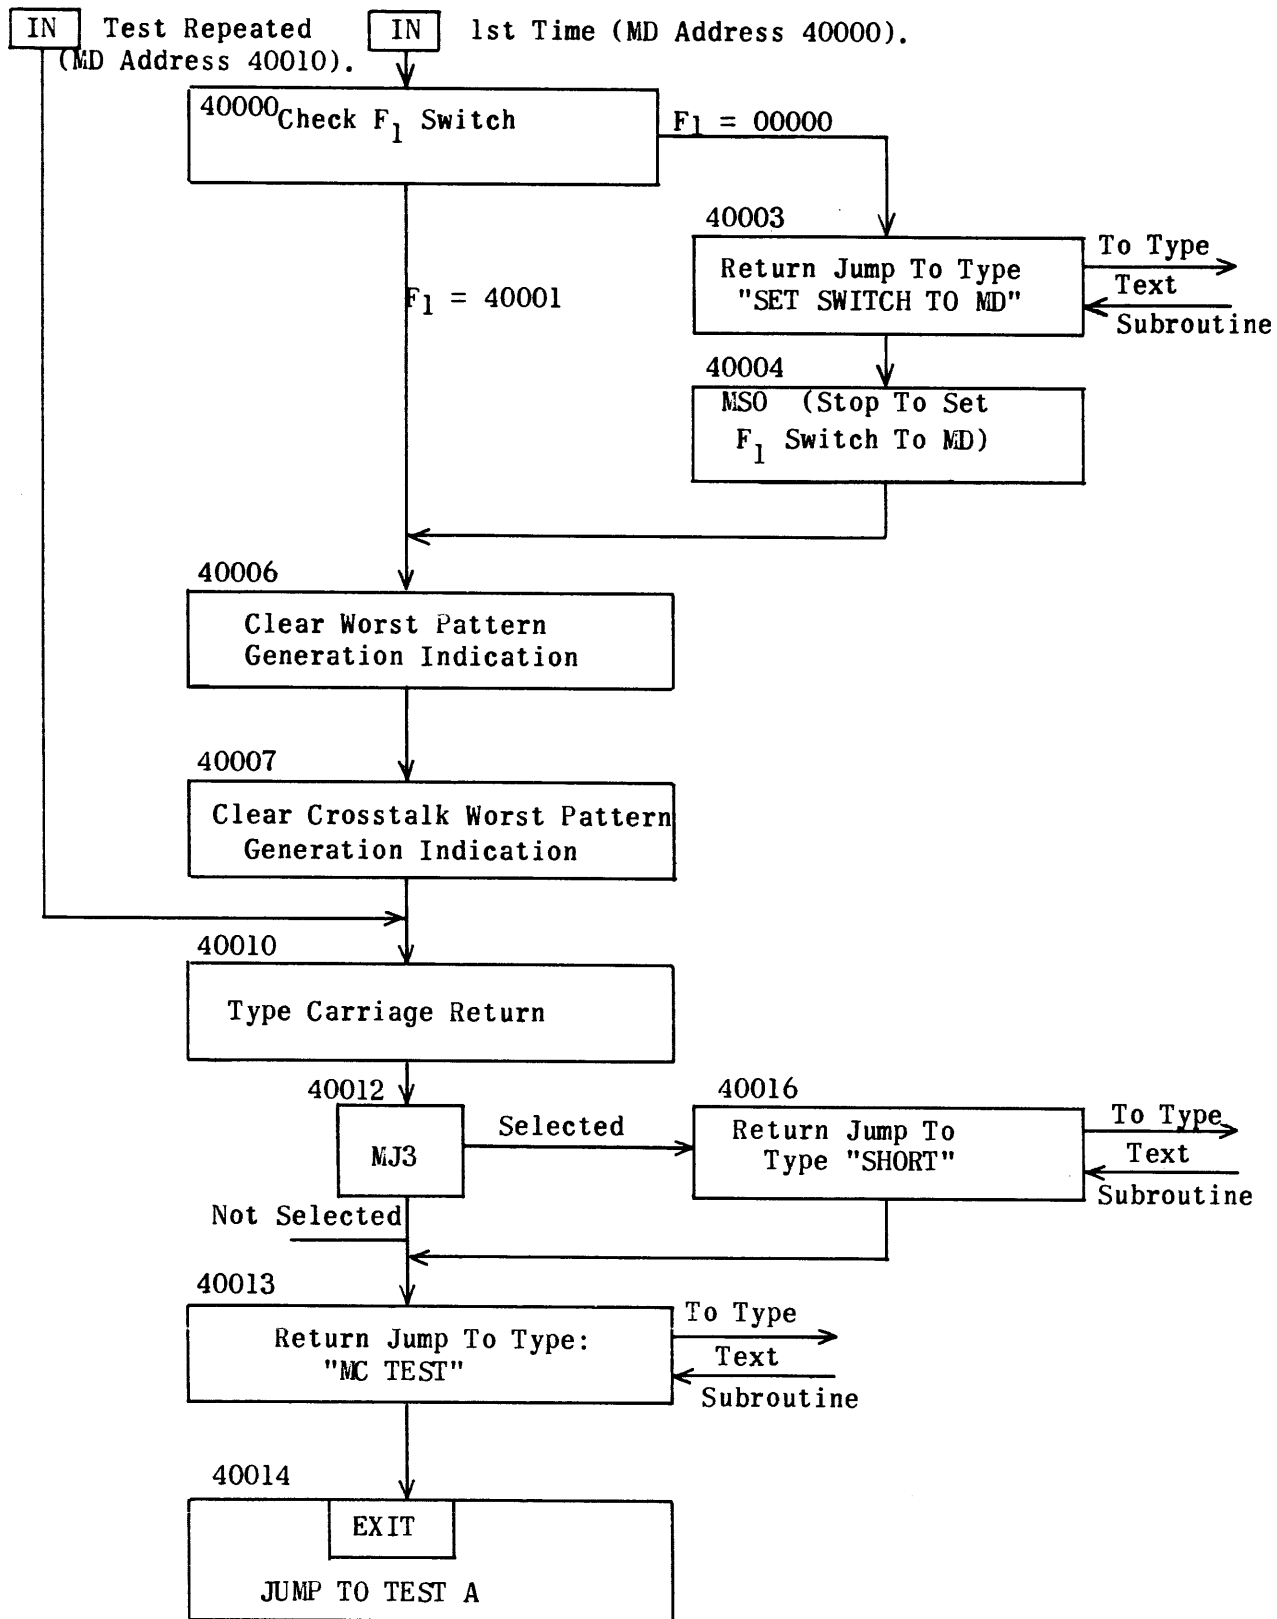 IN Test Repeated
(MD Address 40010).
IN 1st Time (MD Address 40000).
40000 Check F1 Switch
F1 = 00000
40003
Return Jump To Type
"SET SWITCH TO MD"
To Type
Text
Subroutine
F1 = 40001
40004
MS0 (Stop To Set
F1 Switch To MD)
40006
Clear Worst Pattern
Generation Indication
40007
Clear Crosstalk Worst Pattern
Generation Indication
40010
Type Carriage Return
40012
MJ3
Selected
40016
Return Jump To
Type "SHORT"
To Type
Text
Subroutine
Not Selected
40013
Return Jump To Type:
"MC TEST"
To Type
Text
Subroutine
40014
EXIT
JUMP TO TEST A